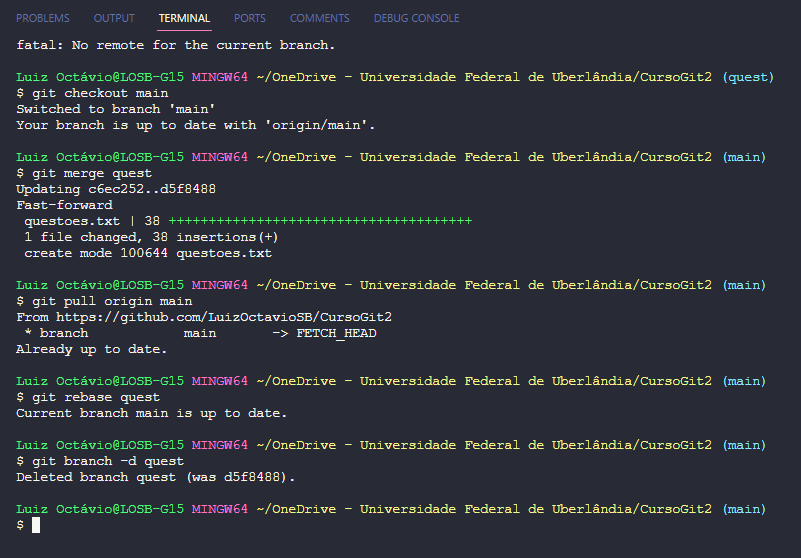 PROBLEMS OUTPUT TERMINAL PORTS COMMENTS DEBUG CONSOLE
fatal: No remote for the current branch.
Luiz Octávio@LOSB-G15 MINGW64 ~/OneDrive - Universidade Federal de Uberlândia/CursoGit2 (quest)
$ git checkout main
Switched to branch 'main'
Your branch is up to date with 'origin/main'.
Luiz Octávio@LOSB-G15 MINGW64 ~/OneDrive - Universidade Federal de Uberlândia/CursoGit2 (main)
$ git merge quest
Updating c6ec252..d5f8488
Fast-forward
questoes.txt | 38 ++++++++++++++++++++++++++++++++++++++
1 file changed, 38 insertions(+)
create mode 100644 questoes.txt
Luiz Octávio@LOSB-G15 MINGW64 ~/OneDrive - Universidade Federal de Uberlândia/CursoGit2 (main)
$ git pull origin main
From https://github.com/LuizOctavioSB/CursoGit2
* branch main -> FETCH_HEAD
Already up to date.
Luiz Octávio@LOSB-G15 MINGW64 ~/OneDrive - Universidade Federal de Uberlândia/CursoGit2 (main)
$ git rebase quest
Current branch main is up to date.
Luiz Octávio@LOSB-G15 MINGW64 ~/OneDrive - Universidade Federal de Uberlândia/CursoGit2 (main)
$ git branch -d quest
Deleted branch quest (was d5f8488).
Luiz Octávio@LOSB-G15 MINGW64 ~/OneDrive - Universidade Federal de Uberlândia/CursoGit2 (main)
$